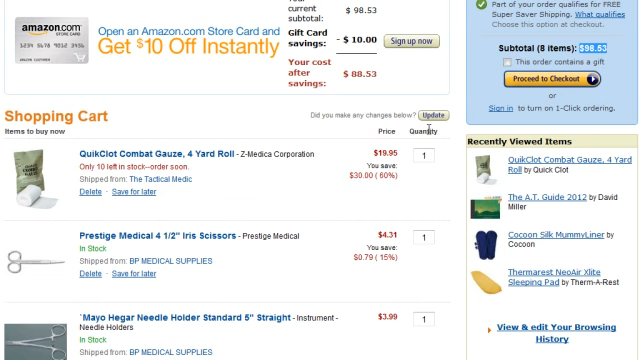 Your
current
subtotal:
$ 98.53
amazon.com
STORE CARD
Open an Amazon.com Store Card and
Get $10 Off Instantly
Gift Card
savings:
- $ 10.00
Sign up now
Your cost
after
savings:
$ 88.53
Part of your order qualifies for FREE
Super Saver Shipping. What qualifies
Choose this option at checkout.
Subtotal (8 items): $98.53
This order contains a gift
Proceed to Checkout
or
Sign in to turn on 1-Click ordering.
Shopping Cart
Did you make any changes below? Update
Items to buy now
Price
Quantity
QuikClot Combat Gauze, 4 Yard Roll - Z-Medica Corporation
Only 10 left in stock--order soon.
Shipped from: The Tactical Medic
Delete - Save for later
$19.95
You save:
$30.00 ( 60%)
1
Prestige Medical 4 1/2" Iris Scissors - Prestige Medical
In Stock
Shipped from: BP MEDICAL SUPPLIES
Delete - Save for later
$4.31
You save:
$0.79 ( 15%)
1
`Mayo Hegar Needle Holder Standard 5" Straight - Instrument -
Needle Holders
In Stock
Shipped from: BP MEDICAL SUPPLIES
$3.99
1
Recently Viewed Items
QuikClot Combat Gauze, 4 Yard
Roll by Quick Clot
The A.T. Guide 2012 by David
Miller
Cocoon Silk MummyLiner by
Cocoon
Thermarest NeoAir Xlite
Sleeping Pad by Therm-A-Rest
View & edit Your Browsing
History